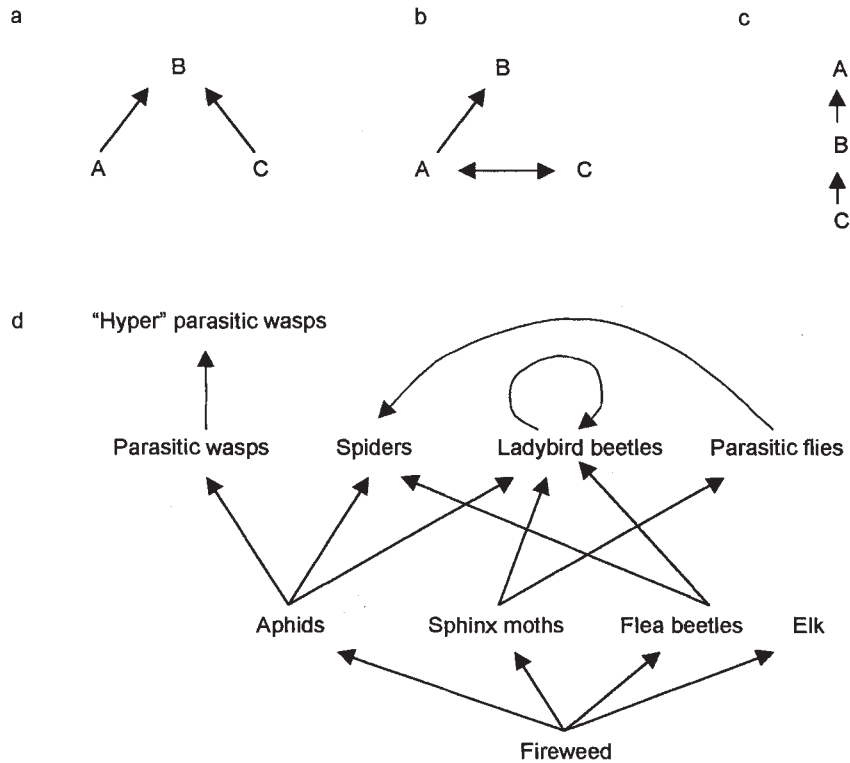 a b c
B B A
A C A C B
C
d "Hyper" parasitic wasps
Parasitic wasps Spiders Ladybird beetles Parasitic flies
Aphids Sphinx moths Flea beetles Elk
Fireweed